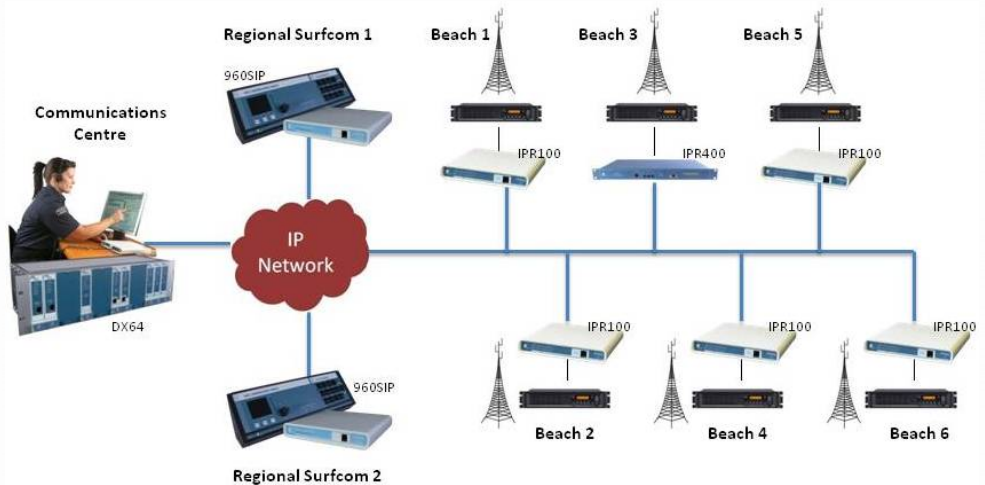 Regional Surfcom 1
Beach 1
Beach 3
Beach 5
960SIP
Communications
Centre
IPR100
IPR400
IPR100
IP
Network
DX64
IPR100
IPR100
IPR100
960SIP
Beach 2
Beach 4
Beach 6
Regional Surfcom 2